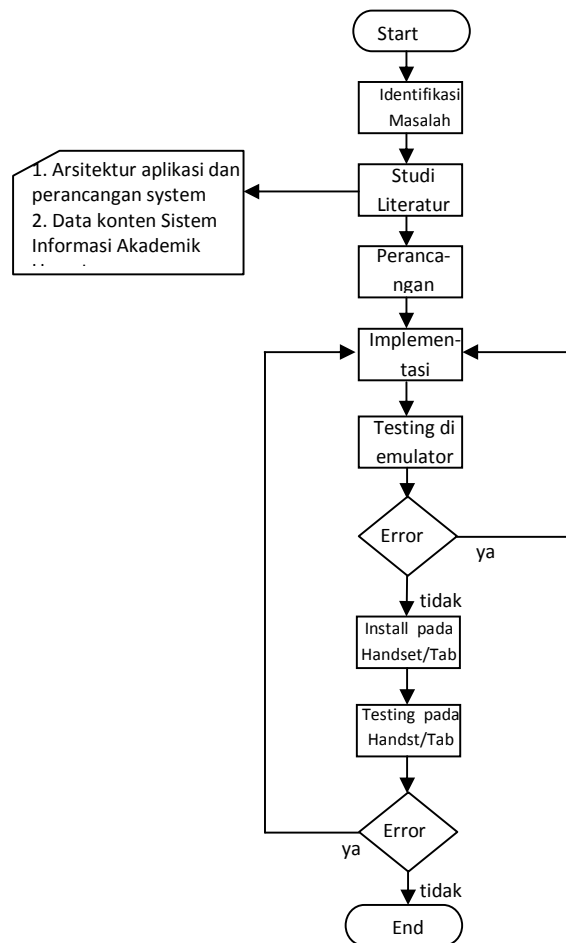 Start
Identifikasi
Masalah
1. Arsitektur aplikasi dan
perancangan system
2. Data konten Sistem
Informasi Akademik
Studi
Literatur
Peranca-
ngan
Implemen-
tasi
Testing di
emulator
Error
ya
tidak
Install pada
Handset/Tab
Testing pada
Handst/Tab
Error
ya
tidak
End